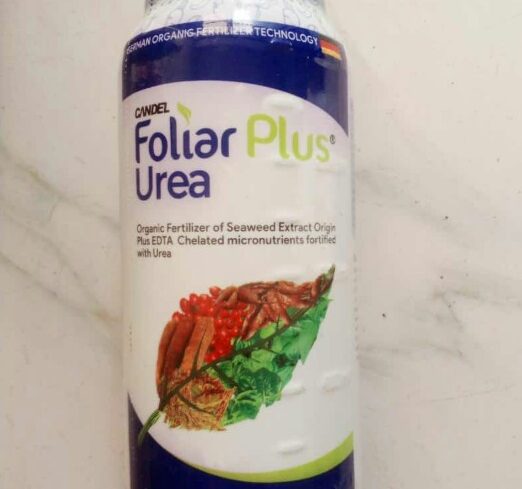 GERMAN ORGANIC FERTILIZER TECHNOLOGY
CANDEL
Foliar Plus®
Urea
Organic Fertilizer of Seaweed Extract Origin
Plus EDTA Chelated micronutrients fortified
with Urea